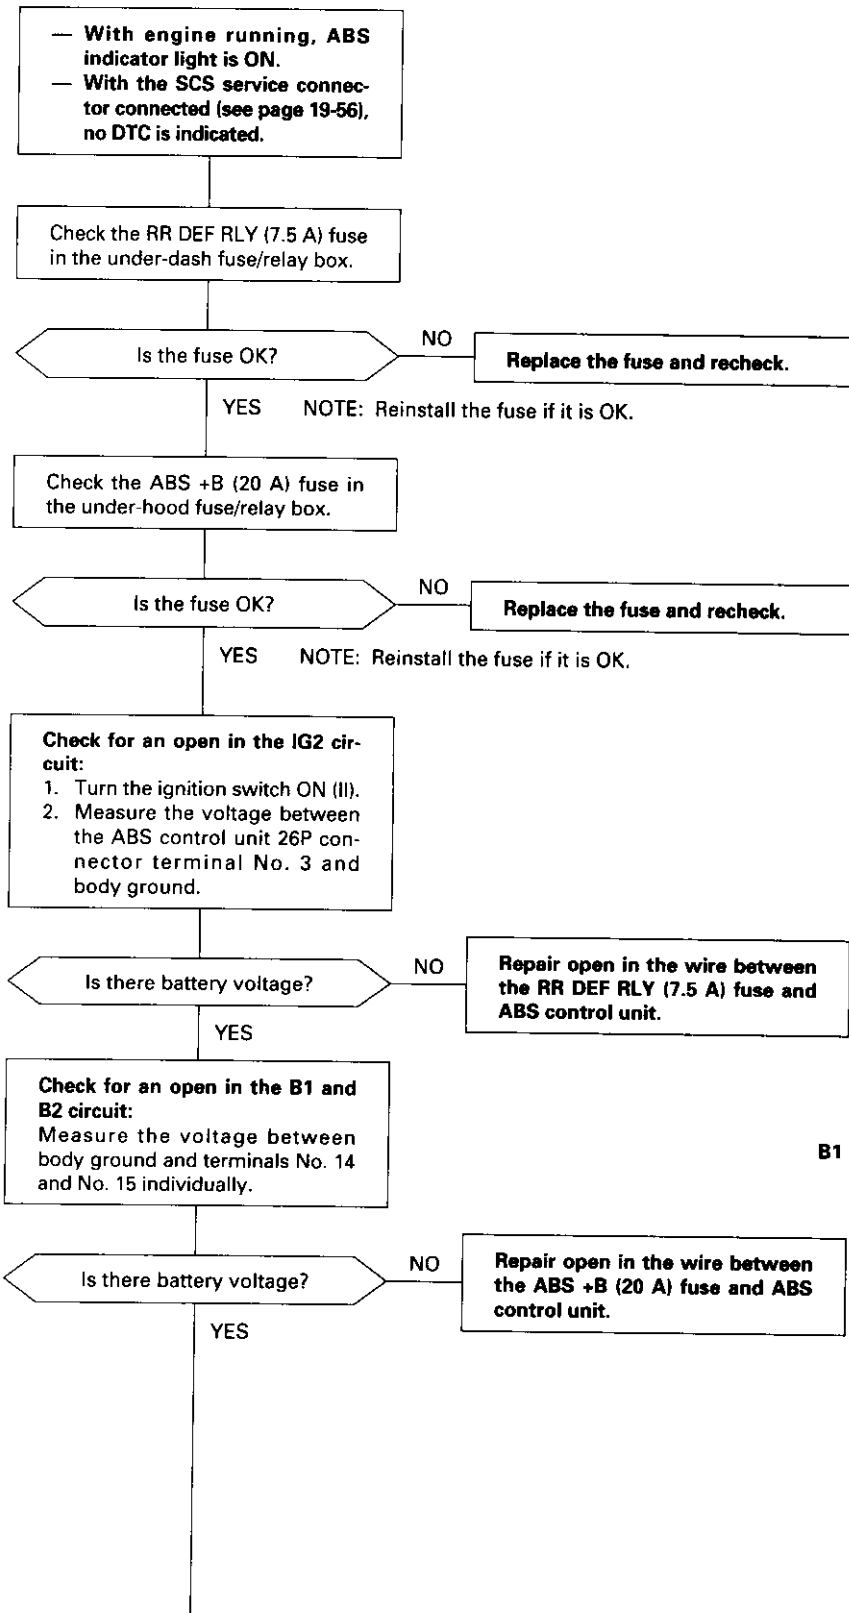 — With engine running, ABS
indicator light is ON.
— With the SCS service connec-
tor connected (see page 19-56),
no DTC is indicated.
Check the RR DEF RLY (7.5 A) fuse
in the under-dash fuse/relay box.
Is the fuse OK?
NO
Replace the fuse and recheck.
YES NOTE: Reinstall the fuse if it is OK.
Check the ABS +B (20 A) fuse in
the under-hood fuse/relay box.
Is the fuse OK?
NO
Replace the fuse and recheck.
YES NOTE: Reinstall the fuse if it is OK.
Check for an open in the IG2 cir-
cuit:
1. Turn the ignition switch ON (II).
2. Measure the voltage between
the ABS control unit 26P con-
nector terminal No. 3 and
body ground.
Is there battery voltage?
NO
Repair open in the wire between
the RR DEF RLY (7.5 A) fuse and
ABS control unit.
YES
Check for an open in the B1 and
B2 circuit:
Measure the voltage between
body ground and terminals No. 14
and No. 15 individually.
B1
Is there battery voltage?
NO
Repair open in the wire between
the ABS +B (20 A) fuse and ABS
control unit.
YES